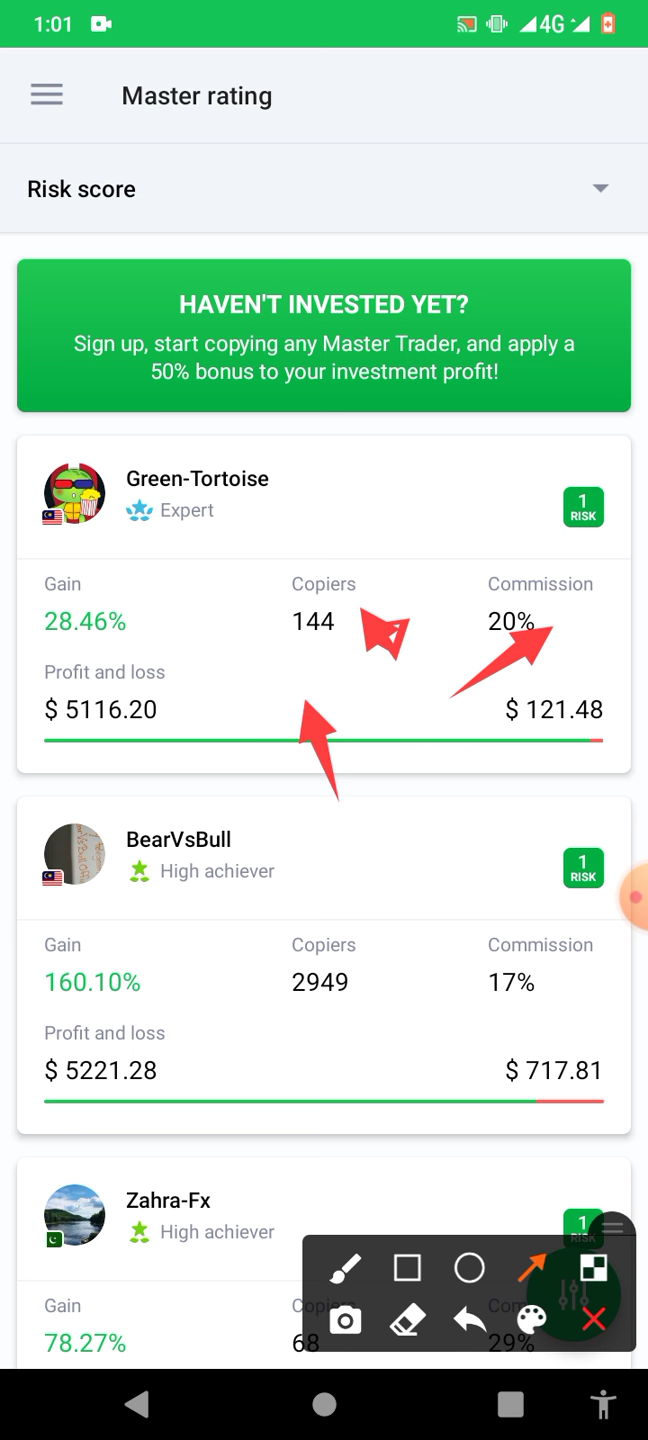 1:01
4G
Master rating
Risk score
HAVEN'T INVESTED YET?
Sign up, start copying any Master Trader, and apply a
50% bonus to your investment profit!
Green-Tortoise
Expert
1
RISK
Gain Copiers Commission
28.46% 144 20%
Profit and loss
$ 5116.20 $ 121.48
BearVsBull
High achiever
1
RISK
Gain Copiers Commission
160.10% 2949 17%
Profit and loss
$ 5221.28 $ 717.81
Zahra-Fx
High achiever
1
RISK
Gain
78.27% 68 29%